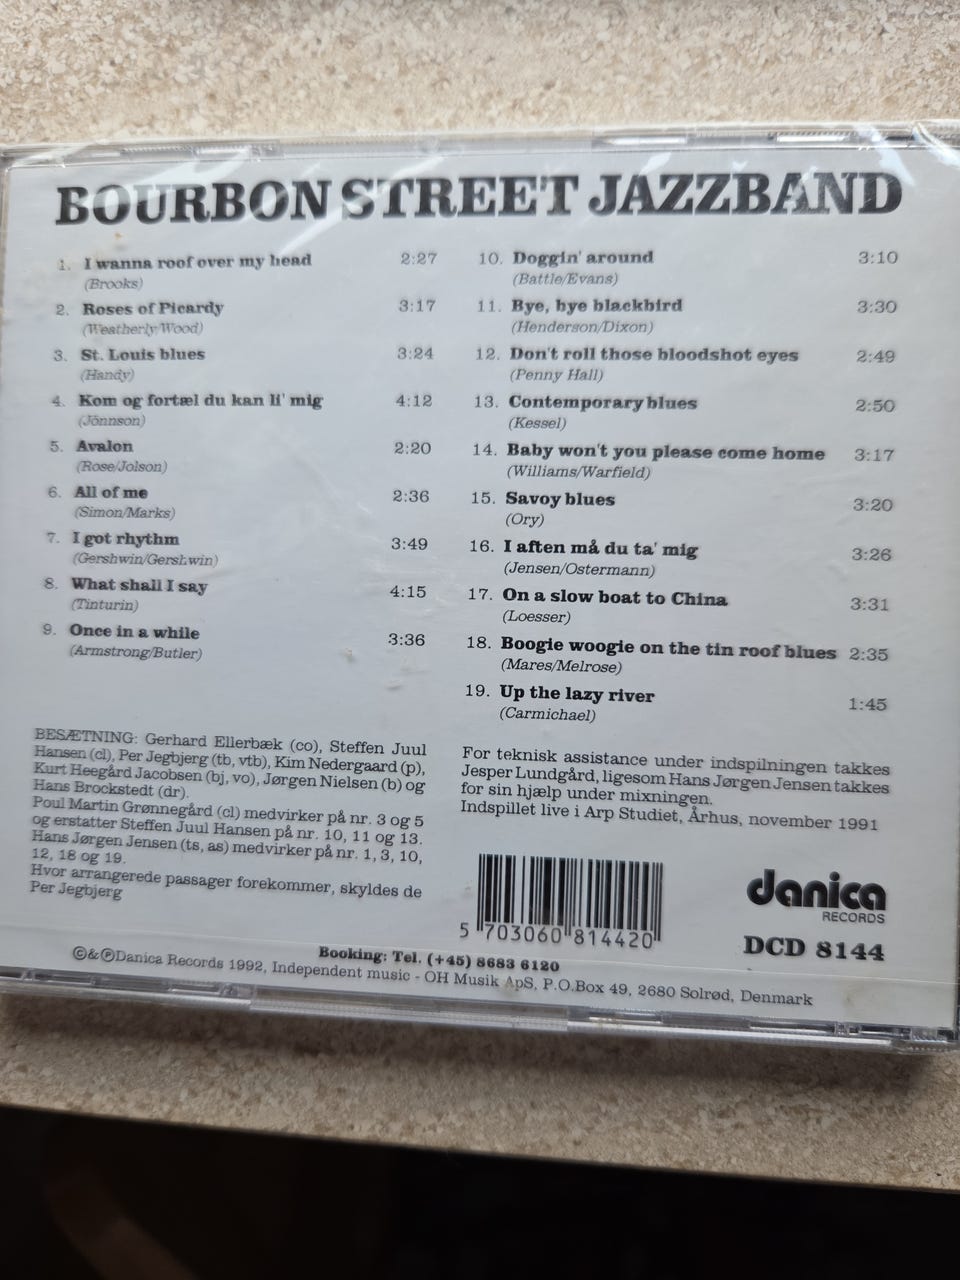 BOURBON STREET JAZZBAND
1. I wanna roof over my head 2:27
(Brooks)
2. Roses of Picardy 3:17
(Weatherly/Wood)
3. St. Louis blues 3:24
(Handy)
4. Kom og fortæl du kan li' mig 4:12
(Jönnson)
5. Avalon 2:20
(Rose/Jolson)
6. All of me 2:36
(Simon/Marks)
7. I got rhythm 3:49
(Gershwin/Gershwin)
8. What shall I say 4:15
(Tinturin)
9. Once in a while 3:36
(Armstrong/Butler)
10. Doggin' around 3:10
(Battle/Evans)
11. Bye, bye blackbird 3:30
(Henderson/Dixon)
12. Don't roll those bloodshot eyes 2:49
(Penny Hall)
13. Contemporary blues 2:50
(Kessel)
14. Baby won't you please come home 3:17
(Williams/Warfield)
15. Savoy blues 3:20
(Ory)
16. I aften må du ta' mig 3:26
(Jensen/Ostermann)
17. On a slow boat to China 3:31
(Loesser)
18. Boogie woogie on the tin roof blues 2:35
(Mares/Melrose)
19. Up the lazy river 1:45
(Carmichael)
BESÆTNING: Gerhard Ellerbæk (co), Steffen Juul
Hansen (cl), Per Jegbjerg (tb, vtb), Kim Nedergaard (p),
Kurt Heegård Jacobsen (bj, vo), Jørgen Nielsen (b) og
Hans Brockstedt (dr).
Poul Martin Grønnegård (cl) medvirker på nr. 3 og 5
og erstatter Steffen Juul Hansen på nr. 10, 11 og 13.
Hans Jørgen Jensen (ts, as) medvirker på nr. 1, 3, 10,
12, 18 og 19.
Hvor arrangerede passager forekommer, skyldes de
Per Jegbjerg
For teknisk assistance under indspilningen takkes
Jesper Lundgård, ligesom Hans Jørgen Jensen takkes
for sin hjælp under mixningen.
Indspillet live i Arp Studiet, Århus, november 1991
5 703060 814420
danica
RECORDS
DCD 8144
Booking: Tel. (+45) 8683 6120
©&℗Danica Records 1992, Independent music - OH Musik ApS, P.O.Box 49, 2680 Solrød, Denmark